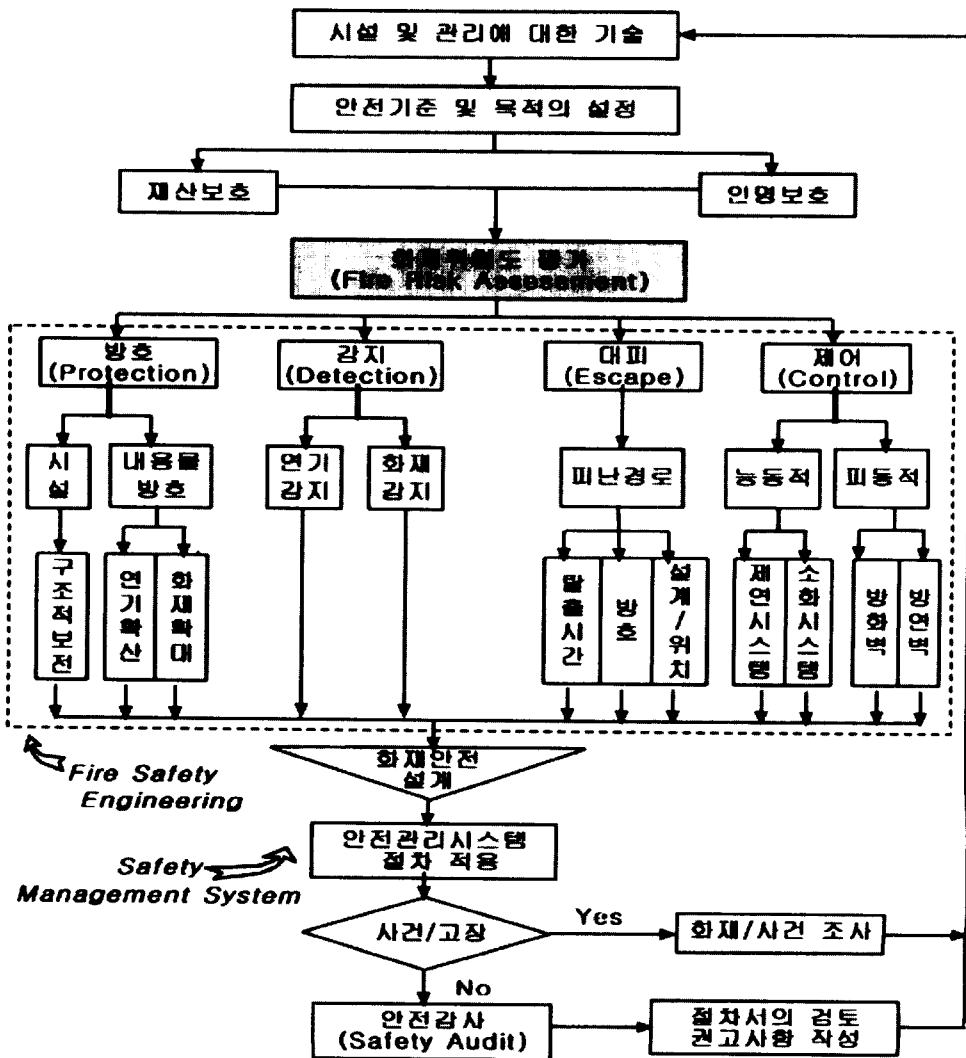 시설 및 관리에 대한 기술
안전기준 및 목적의 설정
재산보호
인명보호
화재위험도 평가
(Fire Risk Assessment)
방호
(Protection)
감지
(Detection)
대피
(Escape)
제어
(Control)
시설
내용물
방호
연기
감지
화재
감지
피난경로
능동적
피동적
구조적보전
연기확산
화재확대
탈출시간
방호
설계/위치
제연시스템
소화시스템
방화벽
방연벽
화재안전
설계
Fire Safety
Engineering
안전관리시스템
절차 적용
Safety
Management System
사건/고장
Yes
화재/사건 조사
No
안전감사
(Safety Audit)
절차서의 검토
권고사항 작성